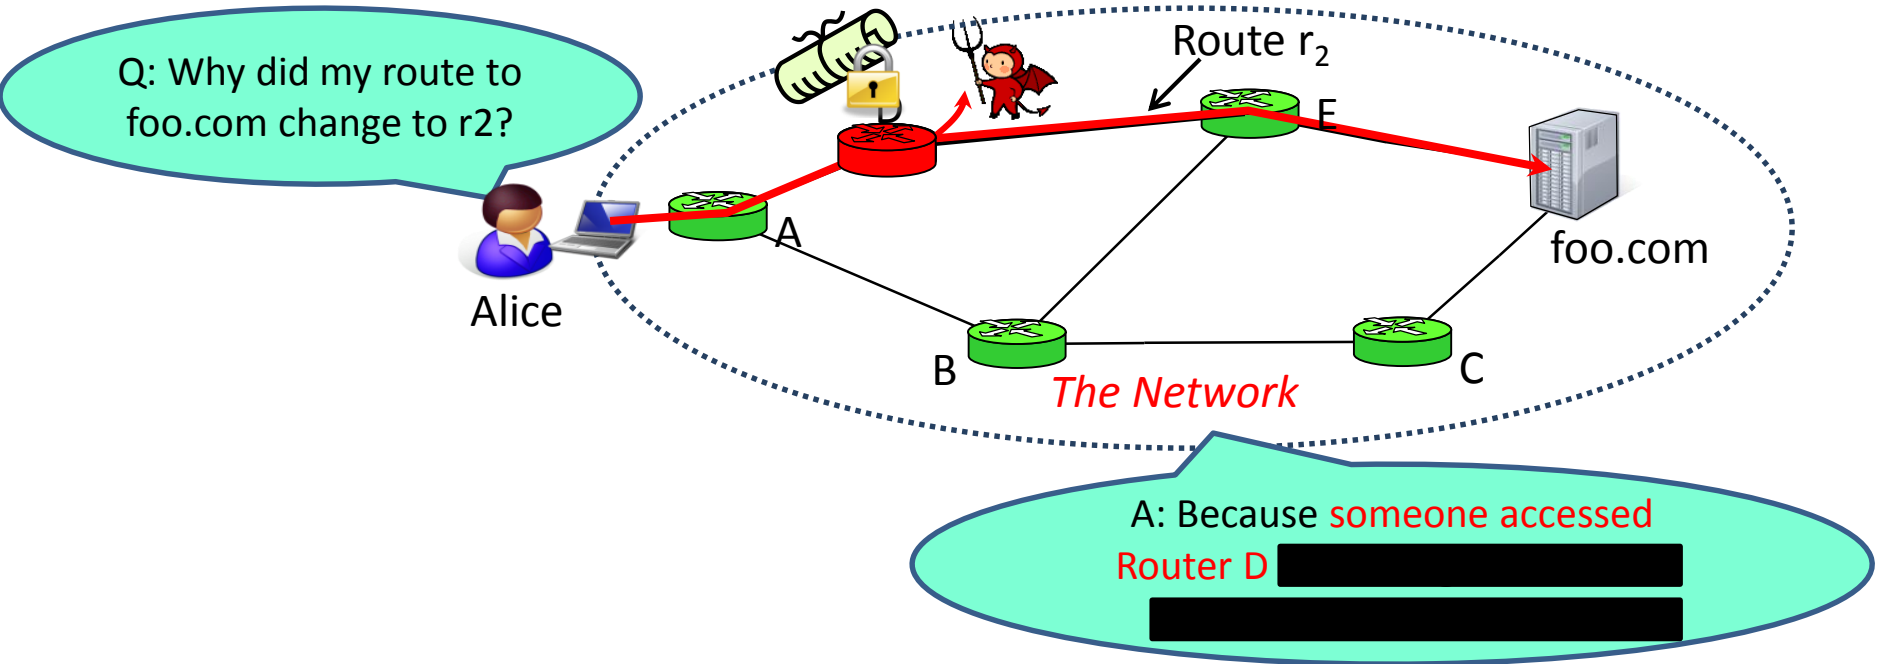 Q: Why did my route to
foo.com change to r2?
Route r₂
D
E
A
foo.com
Alice
B
C
The Network
A: Because someone accessed
Router D